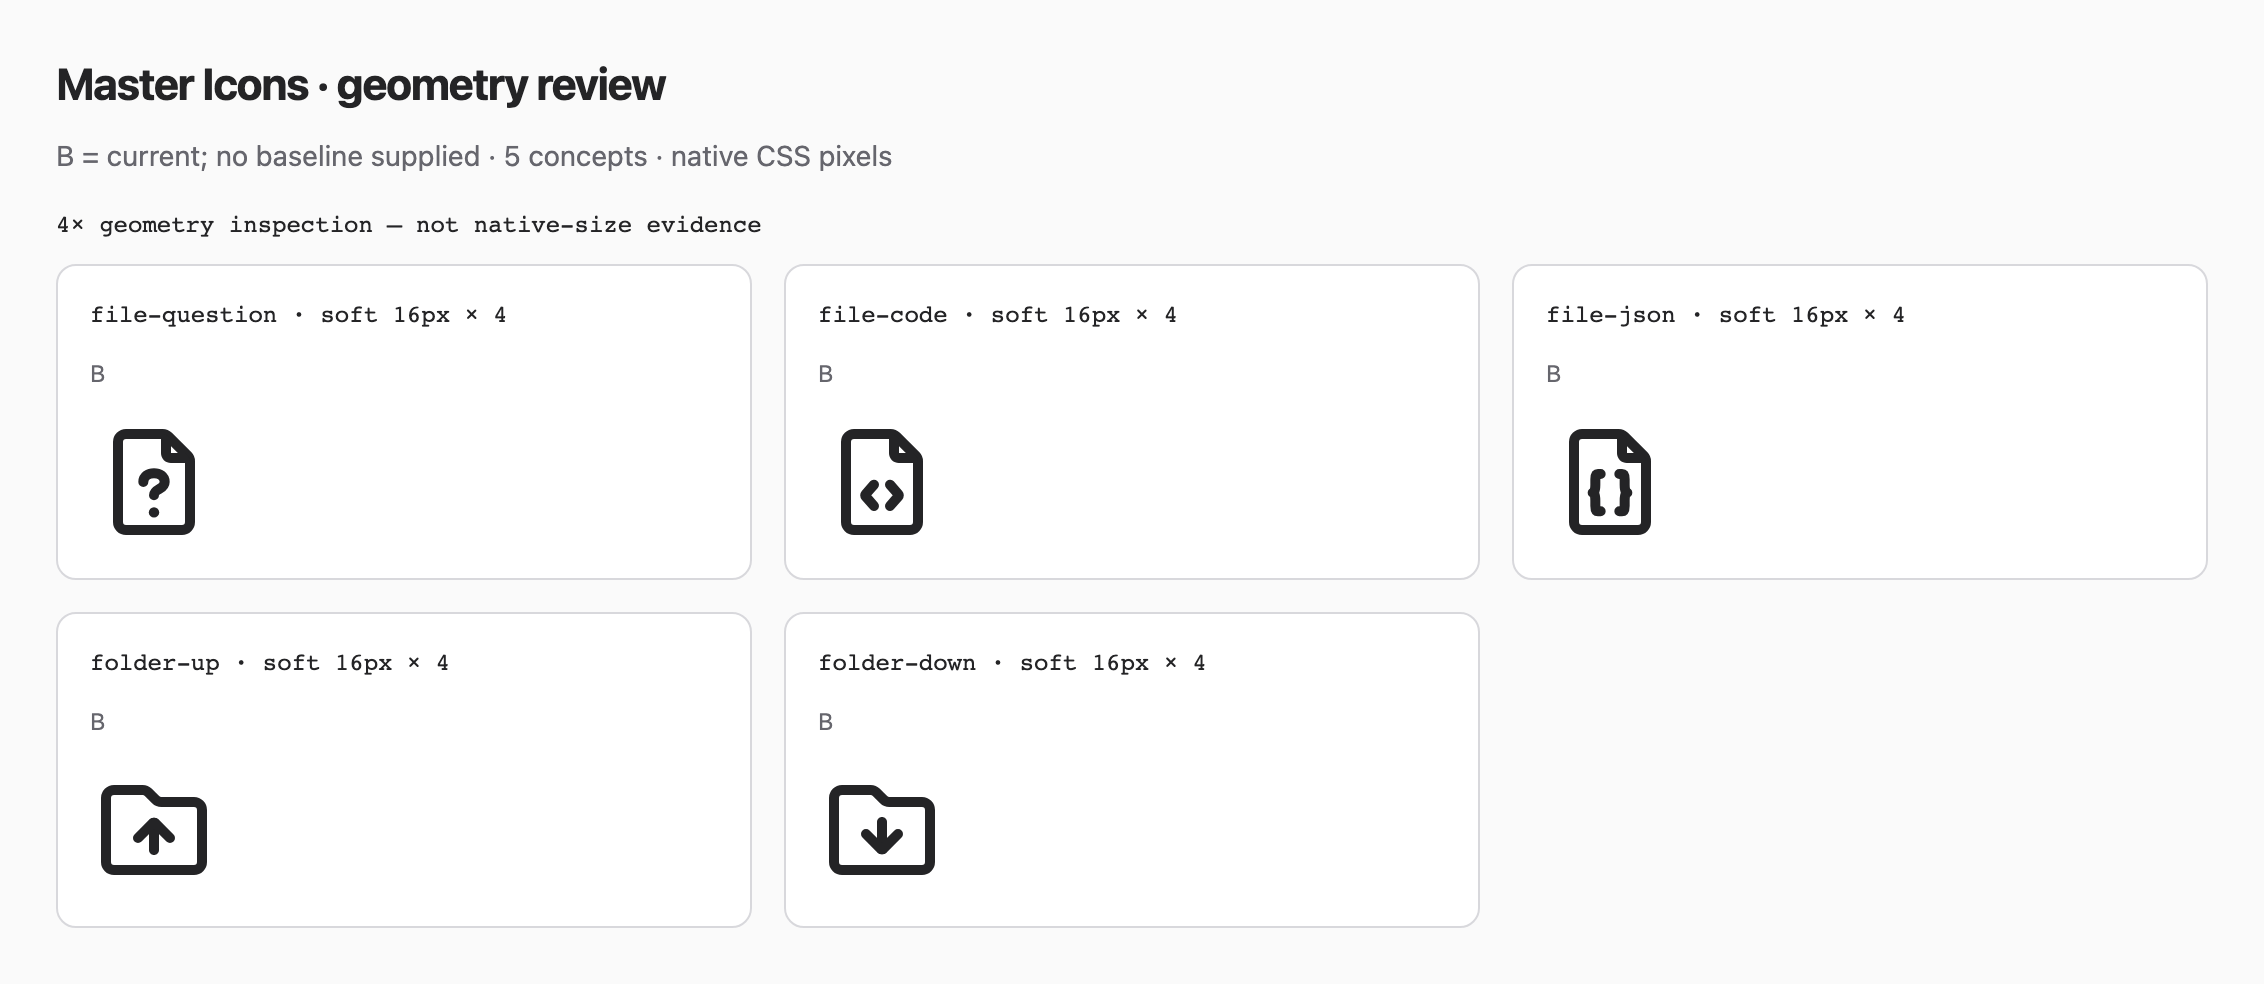 Master Icons · geometry review
B = current; no baseline supplied · 5 concepts · native CSS pixels
4× geometry inspection — not native-size evidence
file-question · soft 16px × 4
B
?
file-code · soft 16px × 4
B
<>
file-json · soft 16px × 4
B
{}
folder-up · soft 16px × 4
B
folder-down · soft 16px × 4
B